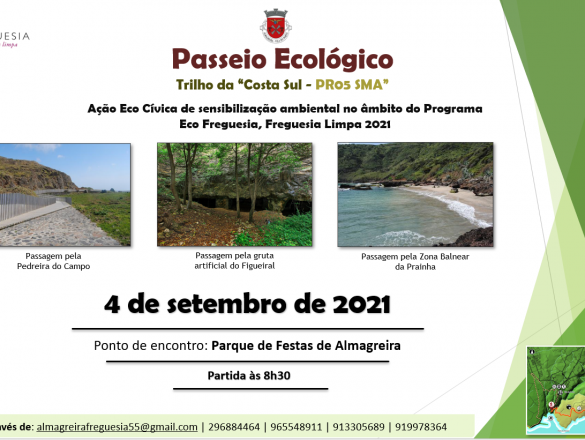 Passeio Ecológico
Trilho da “Costa Sul - PR05 SMA”
Ação Eco Cívica de sensibilização ambiental no âmbito do Programa
Eco Freguesia, Freguesia Limpa 2021
Passagem pela
Pedreira do Campo
Passagem pela gruta
artificial do Figueiral
Passagem pela Zona Balnear
da Prainha
4 de setembro de 2021
Ponto de encontro: Parque de Festas de Almagreira
Partida às 8h30
de: almagreirafreguesia55@gmail.com | 296884464 | 965548911 | 913305689 | 919978364